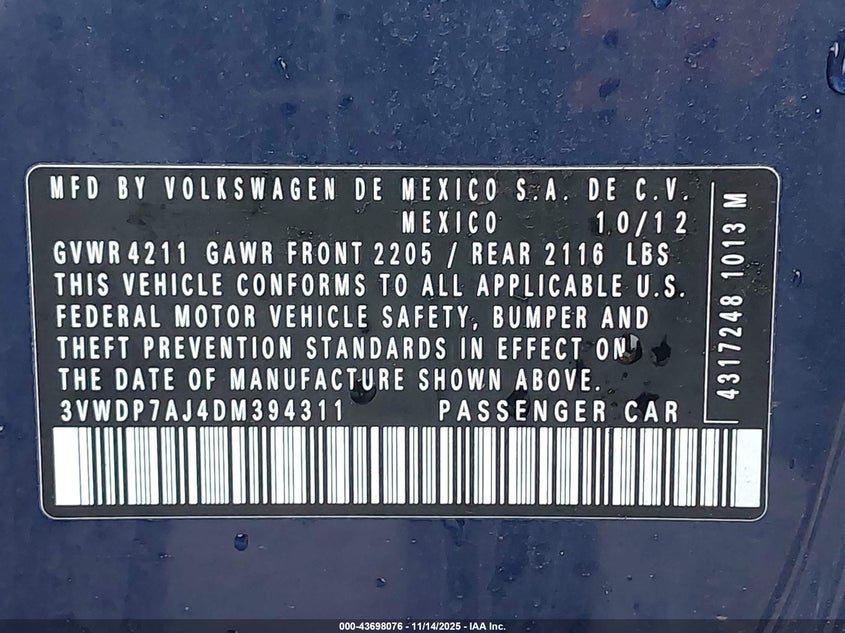 MFD BY VOLKSWAGEN DE MEXICO S.A. DE C.V.
MEXICO 10/12
GVWR 4211 GAWR FRONT 2205 / REAR 2116 LBS
THIS VEHICLE CONFORMS TO ALL APPLICABLE U.S.
FEDERAL MOTOR VEHICLE SAFETY, BUMPER AND
THEFT PREVENTION STANDARDS IN EFFECT ON
THE DATE OF MANUFACTURE SHOWN ABOVE.
3VWDP7AJ4DM394311 PASSENGER CAR
4317248 1013 M
000-43698076 - 11/14/2025 - IAA Inc.